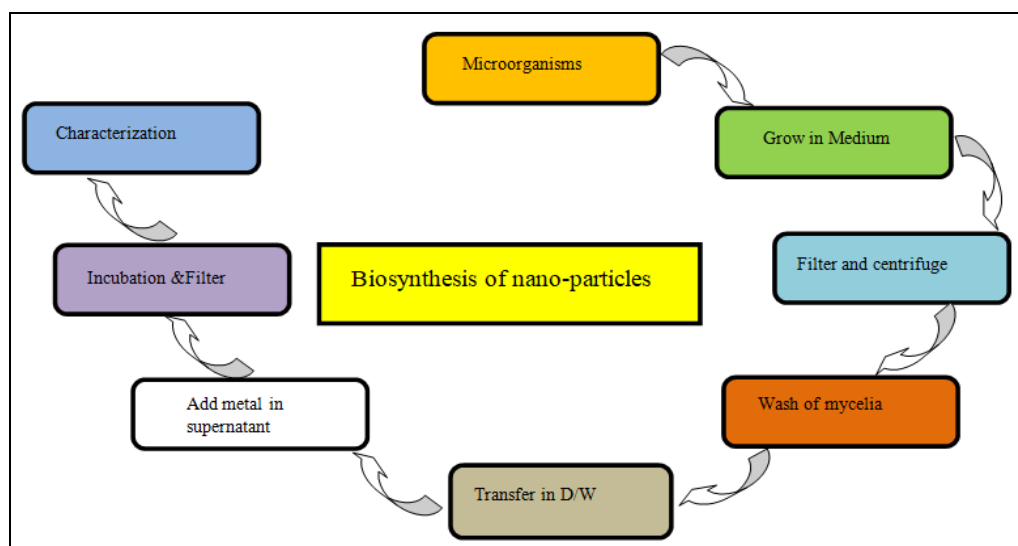 Microorganisms
Grow in Medium
Filter and centrifuge
Wash of mycelia
Transfer in D/W
Add metal in
supernatant
Incubation &Filter
Characterization
Biosynthesis of nano-particles